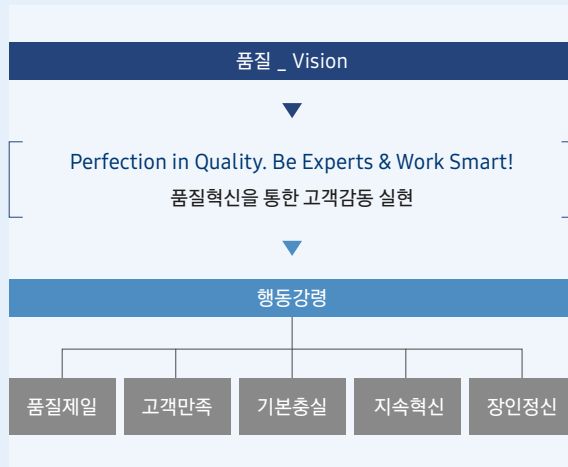 품질 _ Vision
Perfection in Quality. Be Experts & Work Smart!
품질혁신을 통한 고객감동 실현
행동강령
품질제일 고객만족 기본충실 지속혁신 장인정신